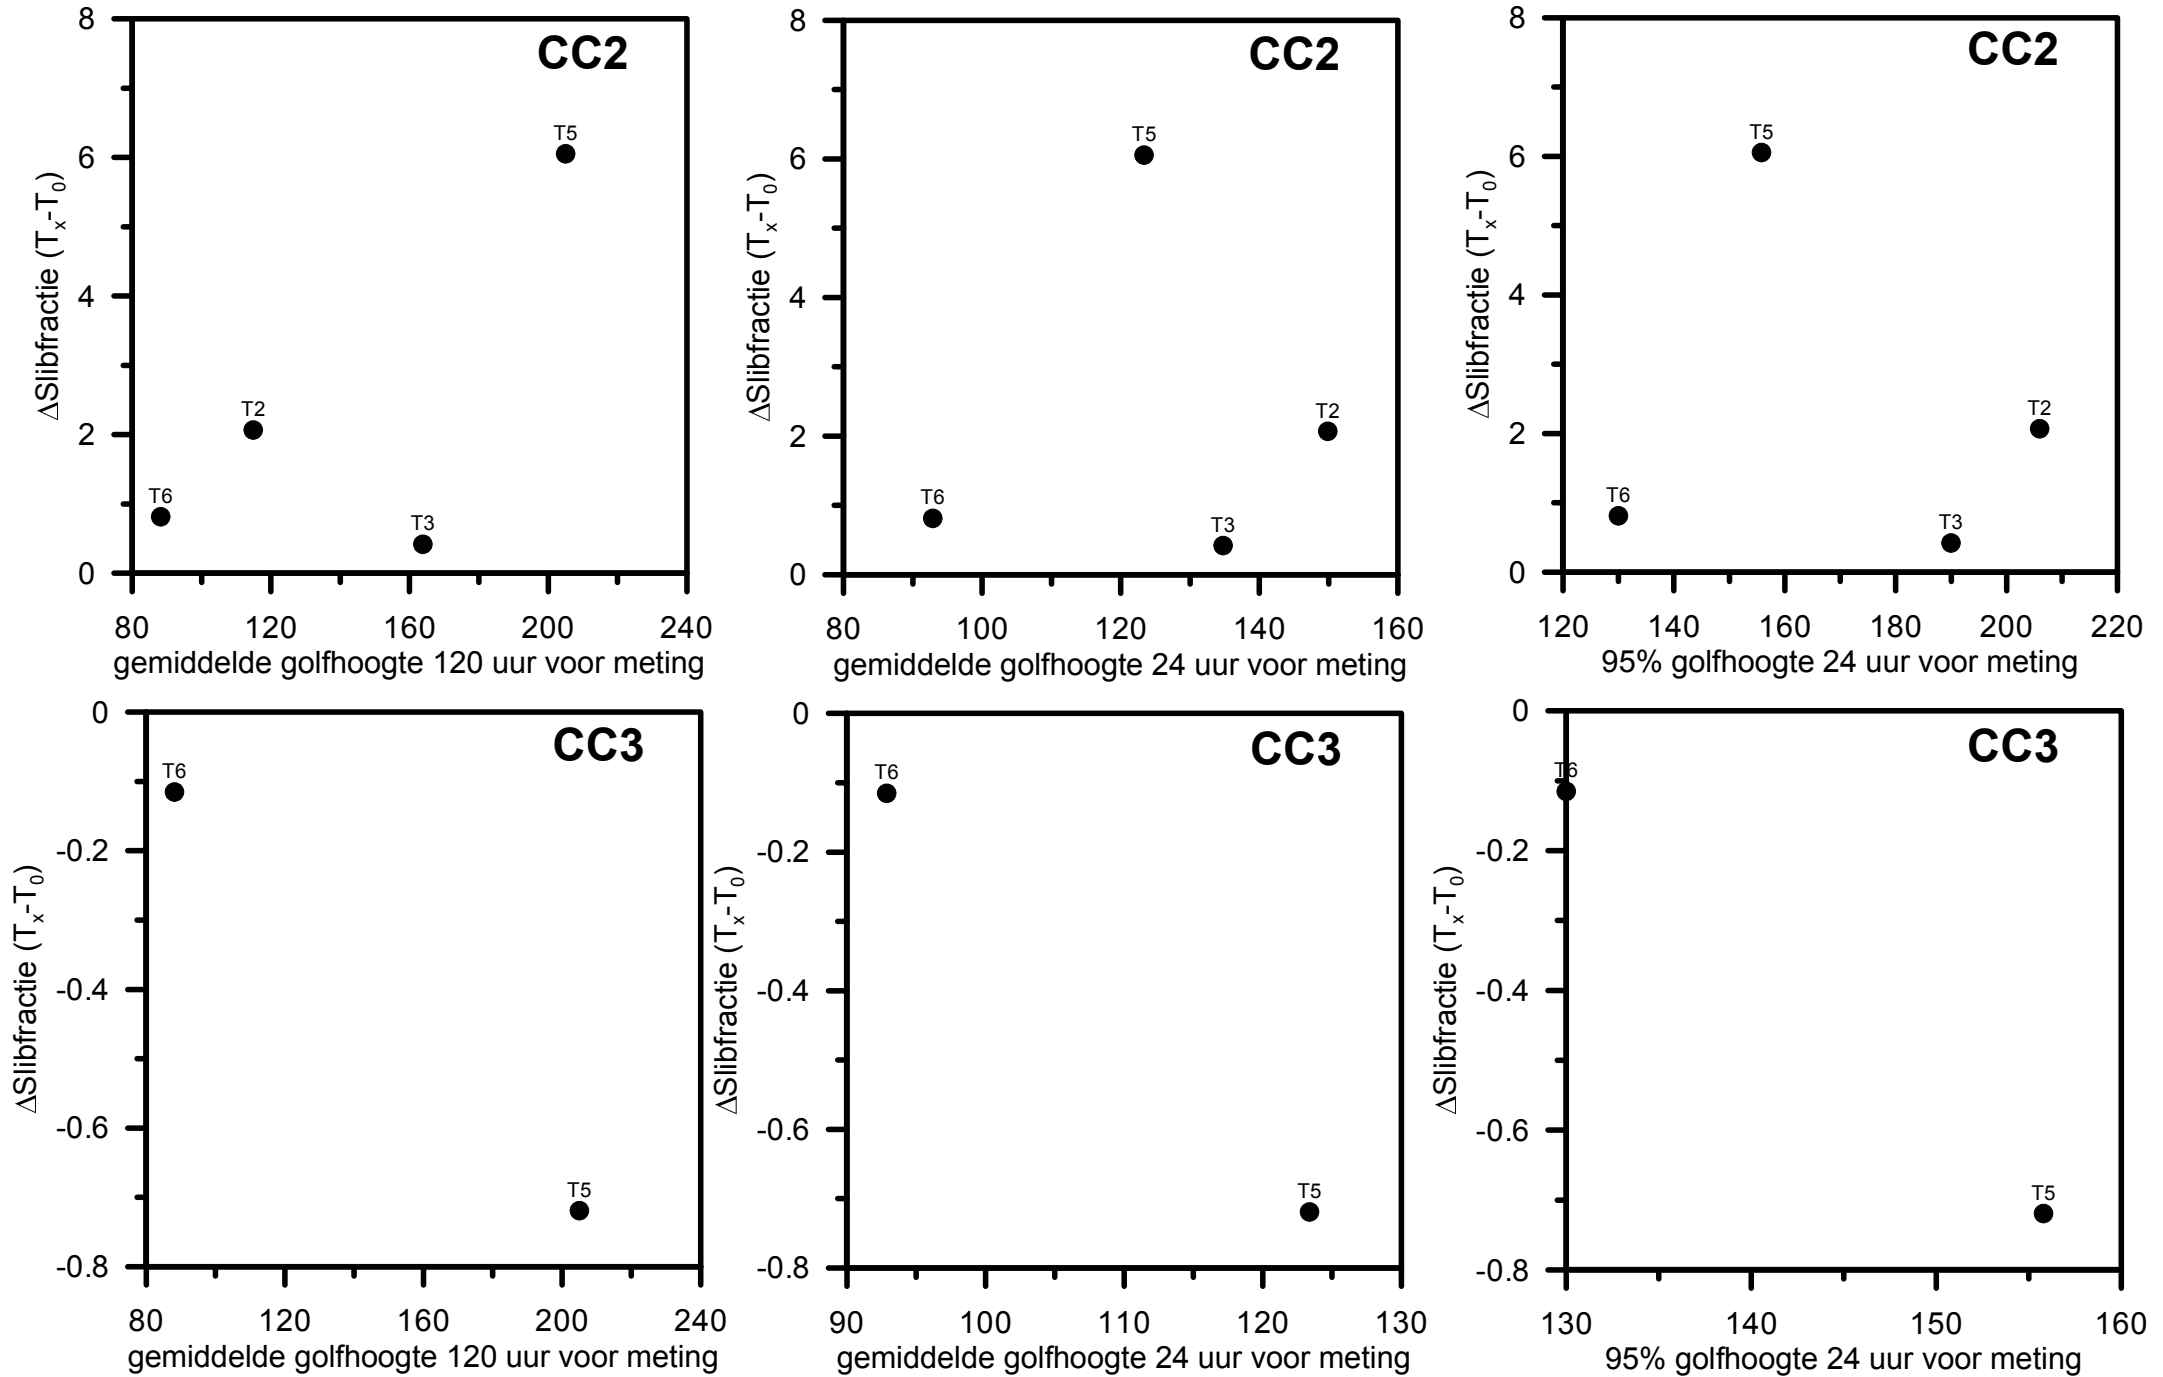 CC2
8
6
4
2
0
ΔSlibfractie (Tx-T0)
T5
T2
T6
T3
80 120 160 200 240
gemiddelde golfhoogte 120 uur voor meting
CC2
8
6
4
2
0
ΔSlibfractie (Tx-T0)
T5
T2
T6
T3
80 100 120 140 160
gemiddelde golfhoogte 24 uur voor meting
CC2
8
6
4
2
0
ΔSlibfractie (Tx-T0)
T5
T2
T6
T3
120 140 160 180 200 220
95% golfhoogte 24 uur voor meting
CC3
0
-0.2
-0.4
-0.6
-0.8
ΔSlibfractie (Tx-T0)
T6
T5
80 120 160 200 240
gemiddelde golfhoogte 120 uur voor meting
CC3
0
-0.2
-0.4
-0.6
-0.8
ΔSlibfractie (Tx-T0)
T6
T5
90 100 110 120 130
gemiddelde golfhoogte 24 uur voor meting
CC3
0
-0.2
-0.4
-0.6
-0.8
ΔSlibfractie (Tx-T0)
T6
T5
130 140 150 160
95% golfhoogte 24 uur voor meting